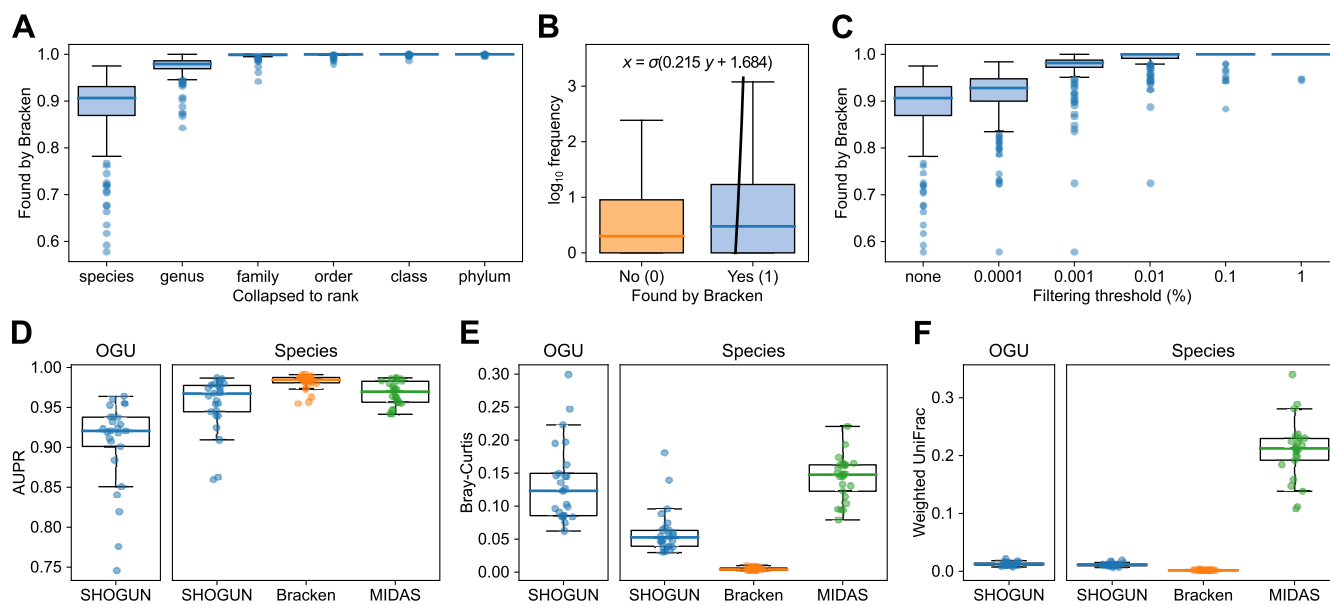 A
Found by Bracken
1.0
0.9
0.8
0.7
0.6
species genus family order class phylum
Collapsed to rank
B
log10 frequency
3
2
1
0
x = σ(0.215 y + 1.684)
No (0) Yes (1)
Found by Bracken
C
Found by Bracken
1.0
0.9
0.8
0.7
0.6
none 0.0001 0.001 0.01 0.1 1
Filtering threshold (%)
D
OGU Species
AUPR
1.00
0.95
0.90
0.85
0.80
0.75
SHOGUN SHOGUN Bracken MIDAS
E
OGU Species
Bray-Curtis
0.30
0.25
0.20
0.15
0.10
0.05
0.00
SHOGUN SHOGUN Bracken MIDAS
F
OGU Species
Weighted UniFrac
0.3
0.2
0.1
0.0
SHOGUN SHOGUN Bracken MIDAS